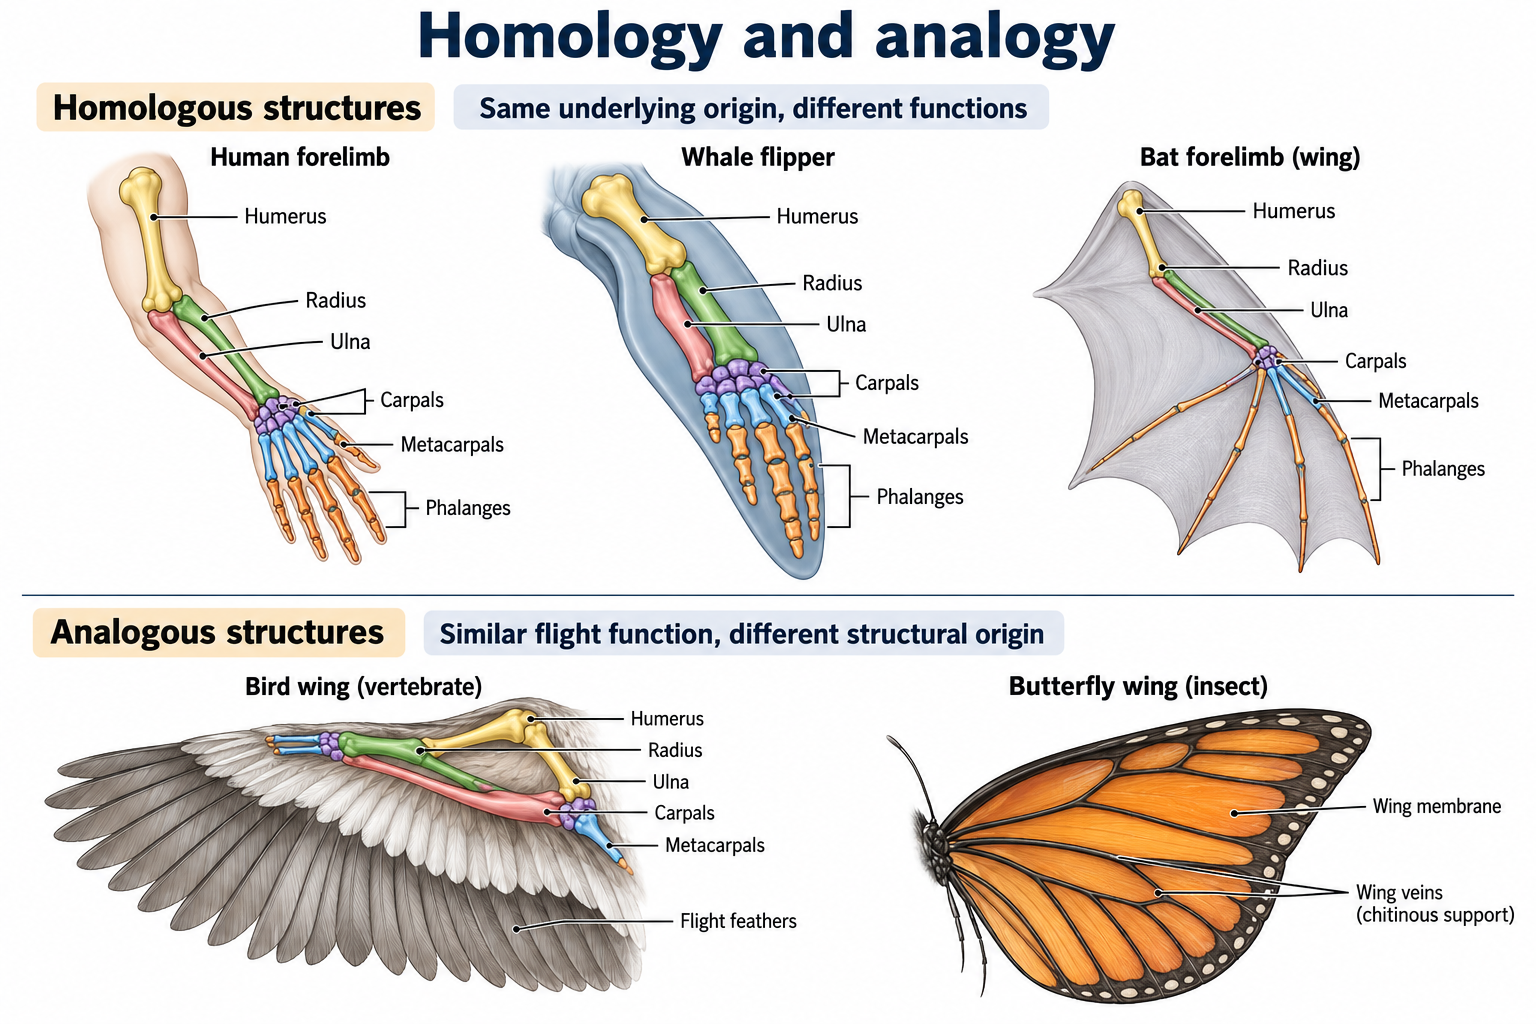 Homology and analogy
Homologous structures
Same underlying origin, different functions
Human forelimb
Humerus
Radius
Ulna
Carpals
Metacarpals
Phalanges
Whale flipper
Humerus
Radius
Ulna
Carpals
Metacarpals
Phalanges
Bat forelimb (wing)
Humerus
Radius
Ulna
Carpals
Metacarpals
Phalanges
Analogous structures
Similar flight function, different structural origin
Bird wing (vertebrate)
Humerus
Radius
Ulna
Carpals
Metacarpals
Flight feathers
Butterfly wing (insect)
Wing membrane
Wing veins
(chitinous support)